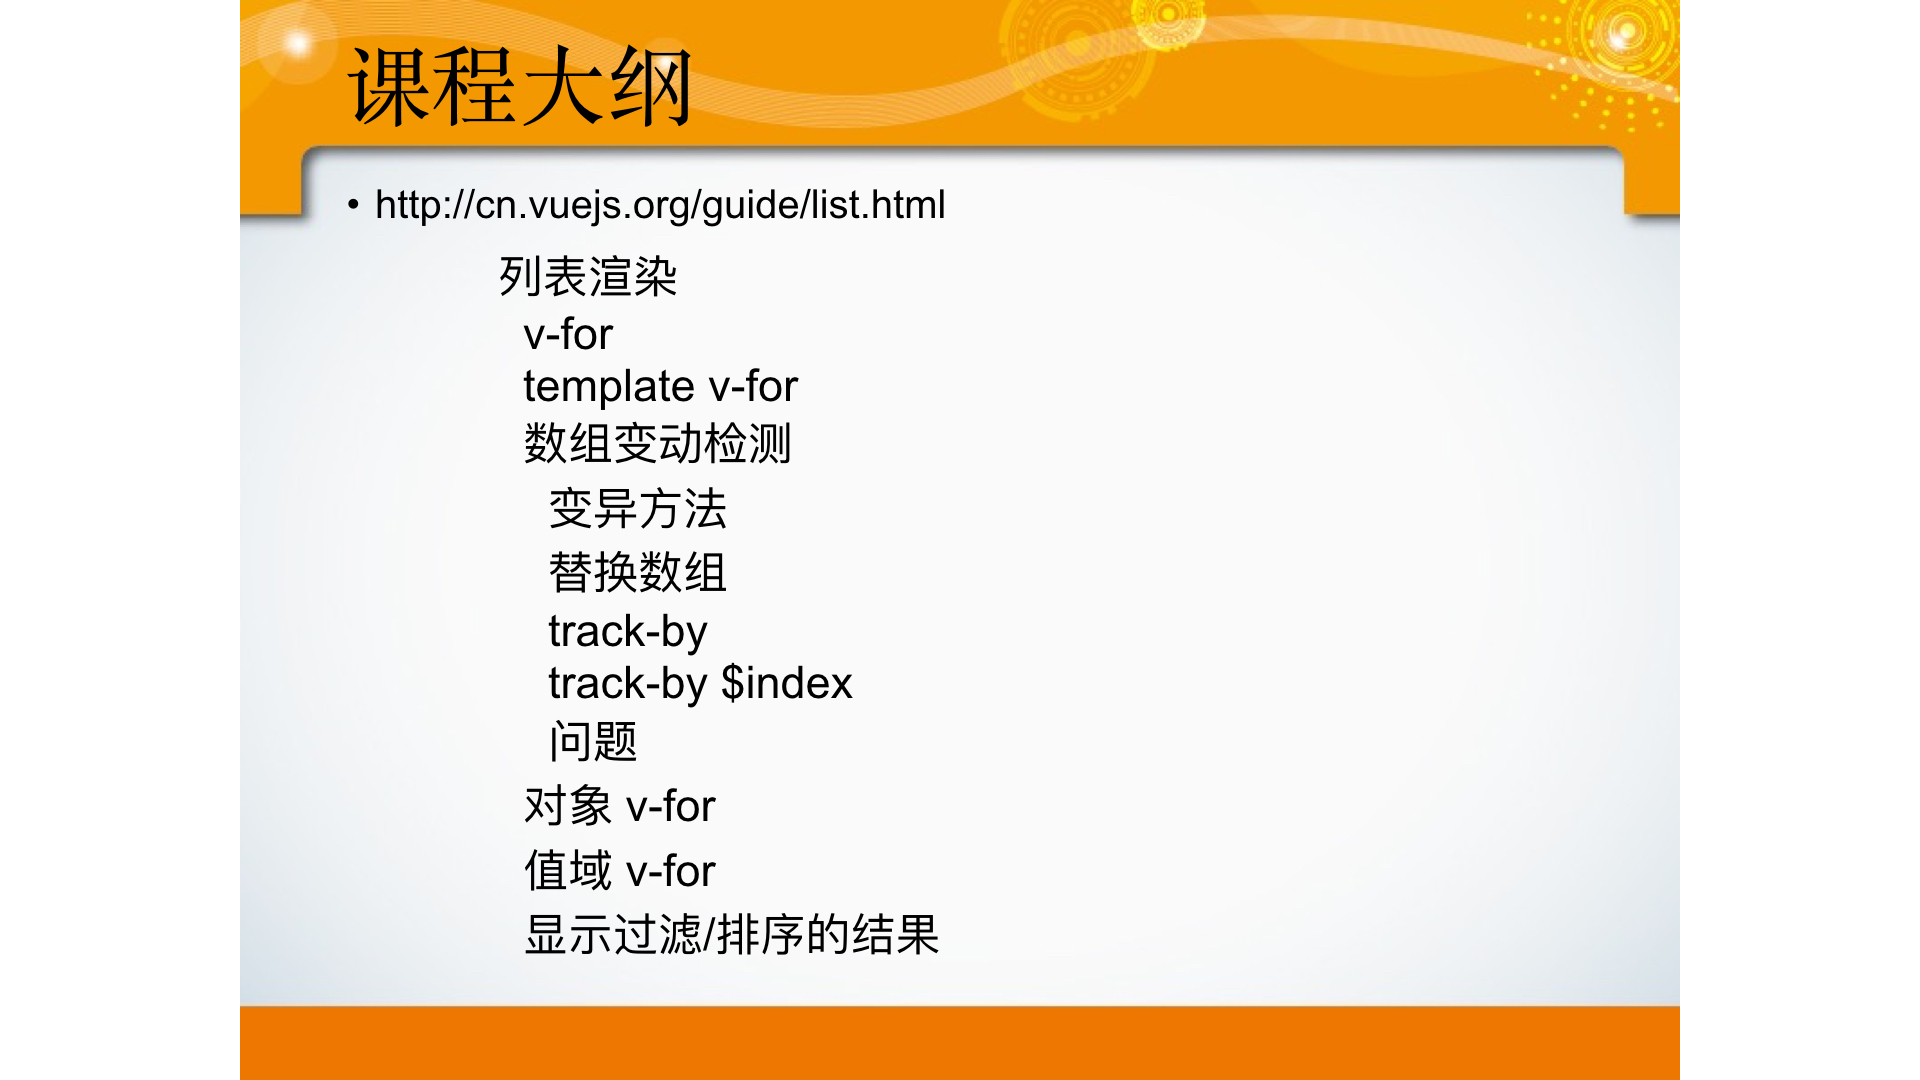 课程大纲
• http://cn.vuejs.org/guide/list.html
列表渲染
v-for
template v-for
数组变动检测
变异方法
替换数组
track-by
track-by $index
问题
对象 v-for
值域 v-for
显示过滤/排序的结果